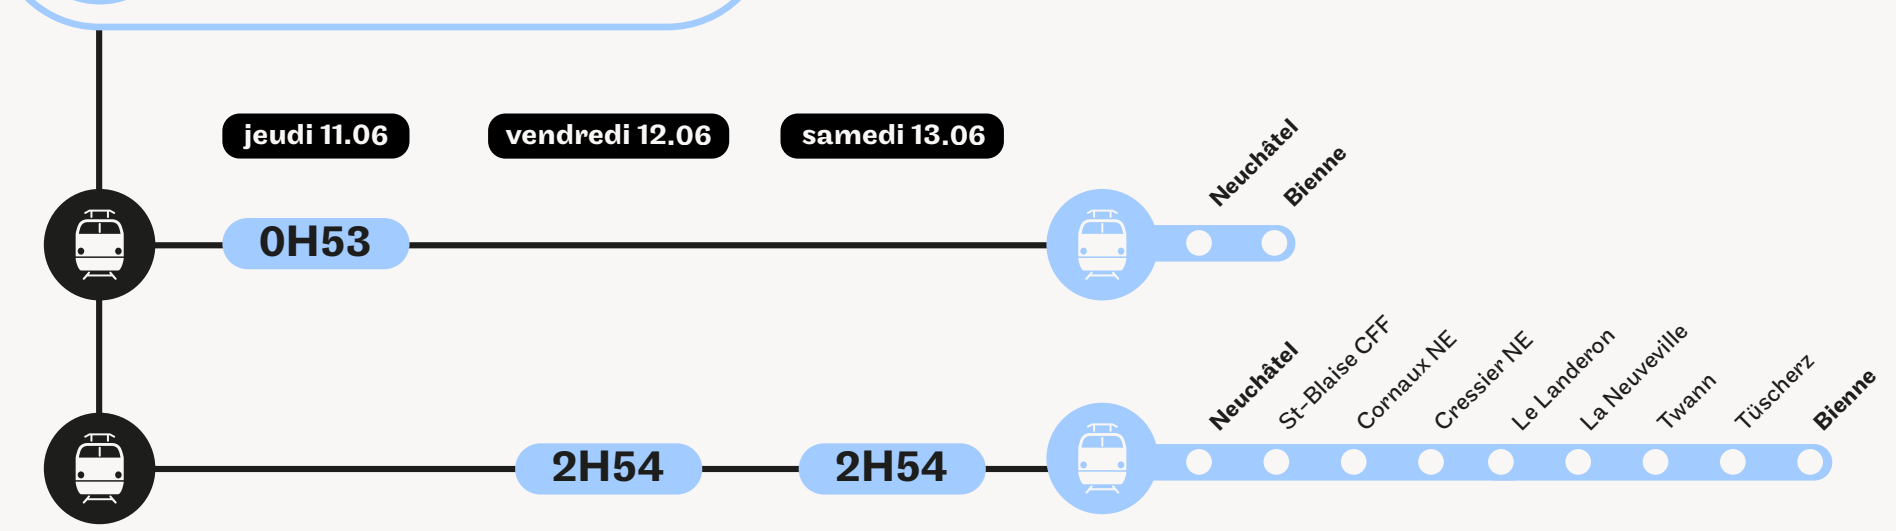 jeudi 11.06
vendredi 12.06
samedi 13.06
Neuchâtel
Bienne
0H53
Neuchâtel
St-Blaise CFF
Cornaux NE
Cressier NE
Le Landeron
La Neuveville
Twann
Tüscherz
Bienne
2H54
2H54